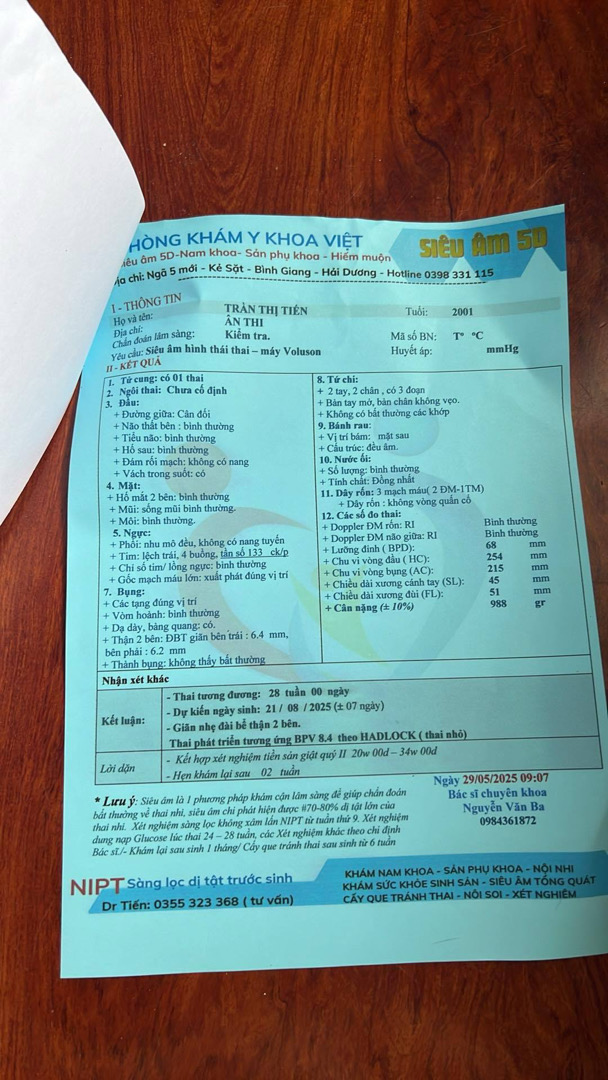 HÒNG KHÁM Y KHOA VIỆT
SIÊU ÂM 5D
iêu âm 5D-Nam khoa- Sản phụ khoa - Hiếm muộn
ịa chỉ: Ngã 5 mới - Kẻ Sặt - Bình Giang - Hải Dương - Hotline 0398 331 115
I - THÔNG TIN
Họ và tên: TRẦN THỊ TIẾN Tuổi: 2001
Địa chỉ: ÂN THI
Chẩn đoán lâm sàng: Kiểm tra. Mã số BN: T° °C
Yêu cầu: Siêu âm hình thái thai – máy Voluson Huyết áp: mmHg
II - KẾT QUẢ
1. Tử cung: có 01 thai
2. Ngôi thai: Chưa cố định
3. Đầu:
+ Đường giữa: Cân đối
+ Não thất bên : bình thường
+ Tiểu não: bình thường
+ Hố sau: bình thường
+ Đám rối mạch: không có nang
+ Vách trong suốt: có
4. Mặt:
+ Hố mắt 2 bên: bình thường
+ Mũi: sống mũi bình thường.
+ Môi: bình thường.
5. Ngực:
+ Phổi: nhu mô đều, không có nang tuyến
+ Tim: lệch trái, 4 buồng, tần số 133 ck/p
+ Chỉ số tim/ lồng ngực: bình thường
+ Gốc mạch máu lớn: xuất phát đúng vị trí
7. Bụng:
+ Các tạng đúng vị trí
+ Vòm hoành: bình thường
+ Dạ dày, bàng quang: có.
+ Thận 2 bên: ĐBT giãn bên trái : 6.4 mm,
bên phải : 6.2 mm
+ Thành bụng: không thấy bất thường
8. Tứ chi:
+ 2 tay, 2 chân , có 3 đoạn
+ Bàn tay mở, bàn chân không vẹo.
+ Không có bất thường các khớp
9. Bánh rau:
+ Vị trí bám: mặt sau
+ Cấu trúc: đều âm.
10. Nước ối:
+ Số lượng: bình thường
+ Tính chất: Đồng nhất
11. Dây rốn: 3 mạch máu( 2 ĐM-1TM)
+ Dây rốn : không vòng quấn cổ
12. Các số đo thai:
+ Doppler ĐM rốn: RI Bình thường
+ Doppler ĐM não giữa: RI Bình thường
+ Lưỡng đỉnh ( BPD): 68 mm
+ Chu vi vòng đầu ( HC): 254 mm
+ Chu vi vòng bụng (AC): 215 mm
+ Chiều dài xương cánh tay (SL): 45 mm
+ Chiều dài xương đùi (FL): 51 mm
+ Cân nặng (± 10%) 988 gr
Nhận xét khác
Kết luận:
- Thai tương đương: 28 tuần 00 ngày
- Dự kiến ngày sinh: 21 / 08 / 2025 (± 07 ngày)
- Giãn nhẹ đài bể thận 2 bên.
Thai phát triển tương ứng BPV 8.4 theo HADLOCK ( thai nhỏ)
Lời dặn
- Kết hợp xét nghiệm tiền sản giật quý II 20w 00d – 34w 00d
- Hẹn khám lại sau 02 tuần
* Lưu ý: Siêu âm là 1 phương pháp khám cận lâm sàng để giúp chẩn đoán
bất thường về thai nhi, siêu âm chỉ phát hiện được #70-80% dị tật lớn của
thai nhi. Xét nghiệm sàng lọc không xâm lấn NIPT từ tuần thứ 9. Xét nghiệm
dung nạp Glucose lúc thai 24 – 28 tuần, các Xét nghiệm khác theo chỉ định
Bác sĩ./- Khám lại sau sinh 1 tháng/ Cấy que tránh thai sau sinh từ 6 tuần
Ngày 29/05/2025 09:07
Bác sĩ chuyên khoa
Nguyễn Văn Ba
0984361872
NIPT Sàng lọc dị tật trước sinh
Dr Tiến: 0355 323 368 ( tư vấn)
KHÁM NAM KHOA - SẢN PHỤ KHOA - NỘI NHI
KHÁM SỨC KHỎE SINH SẢN - SIÊU ÂM TỔNG QUÁT
CẤY QUE TRÁNH THAI - NỘI SOI - XÉT NGHIỆM